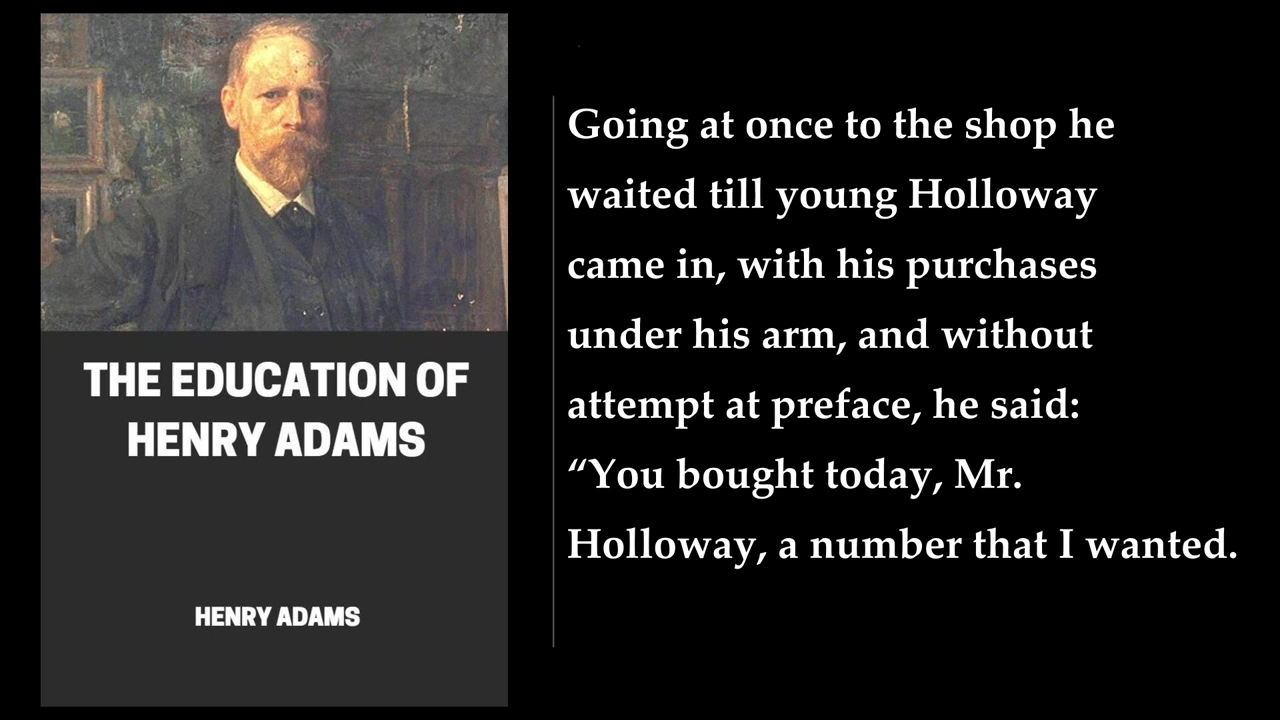 THE EDUCATION OF
HENRY ADAMS
HENRY ADAMS
Going at once to the shop he
waited till young Holloway
came in, with his purchases
under his arm, and without
attempt at preface, he said:
“You bought today, Mr.
Holloway, a number that I wanted.